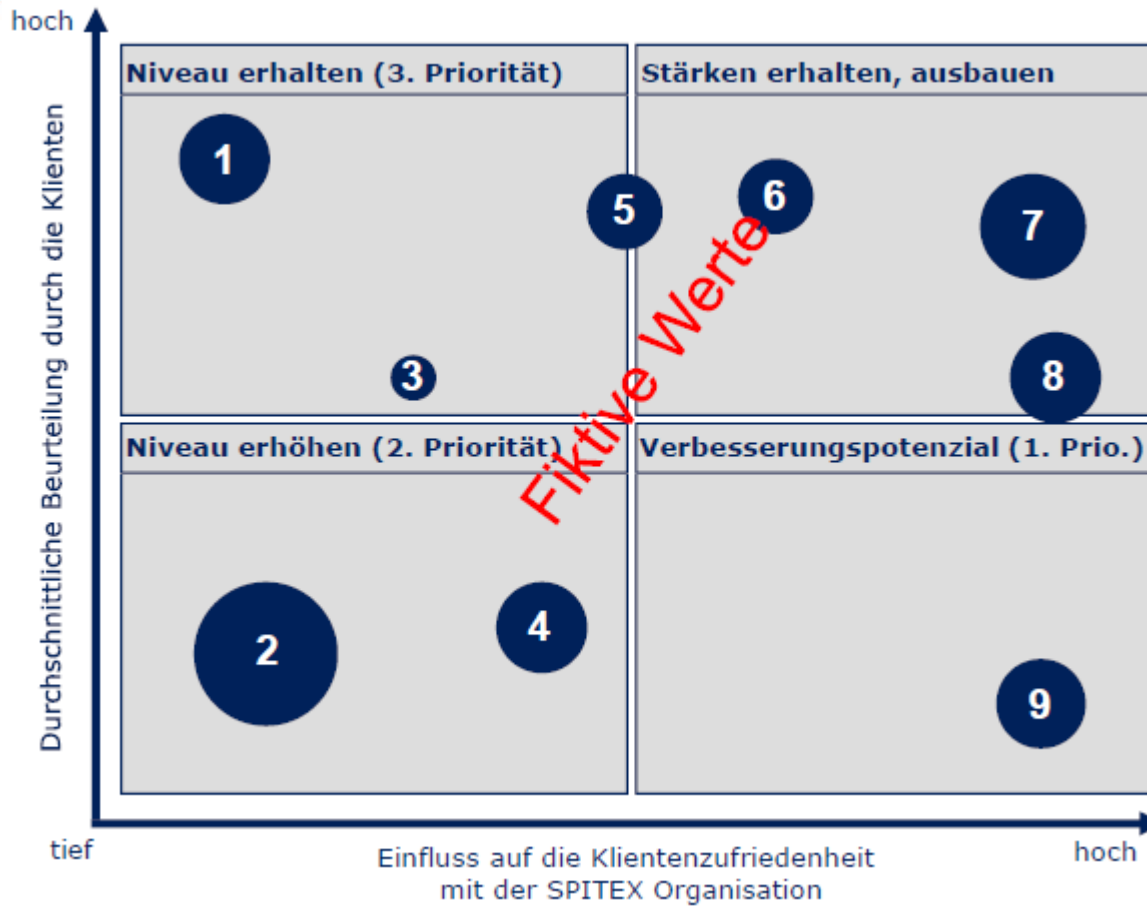 hoch
Niveau erhalten (3. Priorität)
Stärken erhalten, ausbauen
1
5
6
7
3
8
Durchschnittliche Beurteilung durch die Klienten
Fiktive Werte
Niveau erhöhen (2. Priorität)
Verbesserungspotenzial (1. Prio.)
2
4
9
tief
Einfluss auf die Klientenzufriedenheit
mit der SPITEX Organisation
hoch